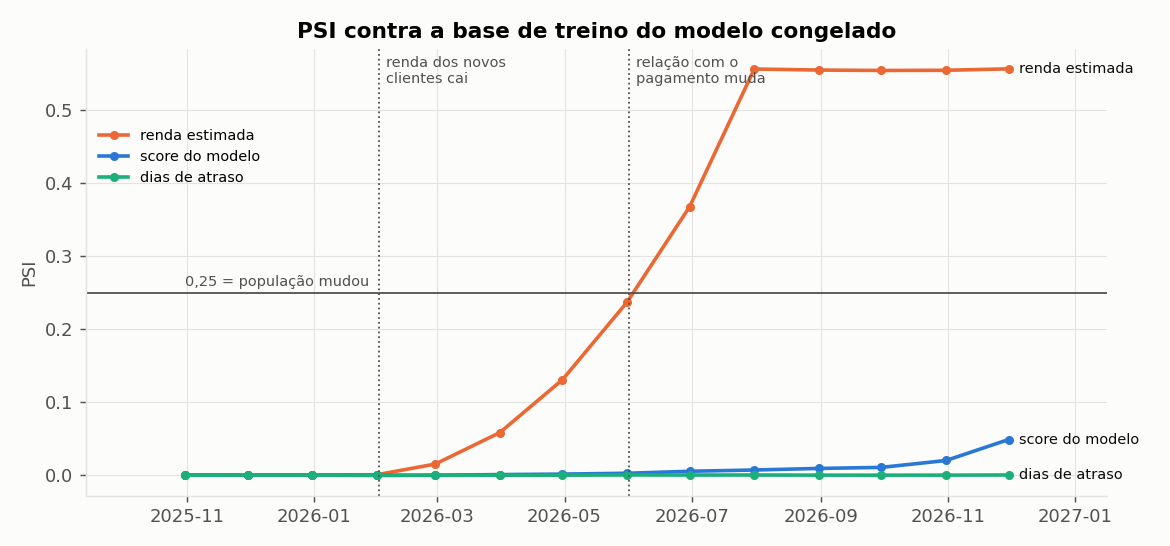 PSI contra a base de treino do modelo congelado
renda dos novos
clientes cai
relação com o
pagamento muda
renda estimada
renda estimada
score do modelo
dias de atraso
0,25 = população mudou
PSI
0.5
0.4
0.3
0.2
0.1
0.0
score do modelo
dias de atraso
2025-11
2026-01
2026-03
2026-05
2026-07
2026-09
2026-11
2027-01